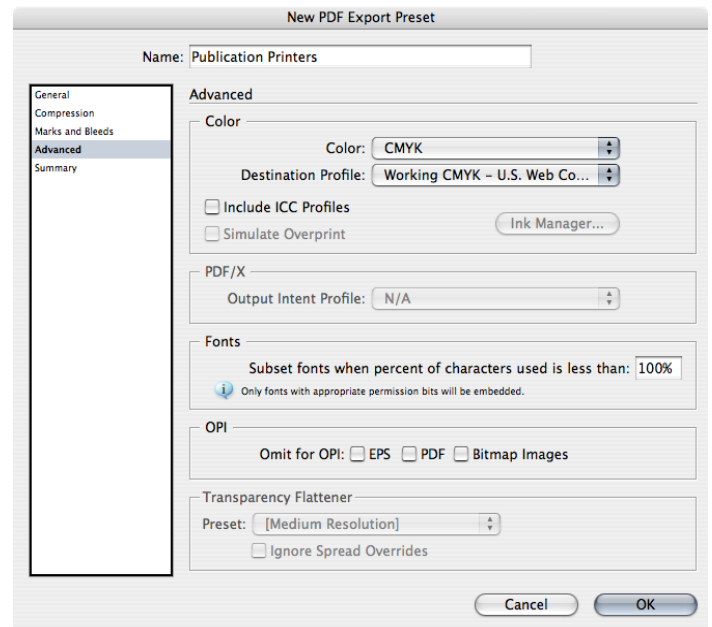 New PDF Export Preset
Name: Publication Printers
General
Compression
Marks and Bleeds
Advanced
Summary
Advanced
Color
Color: CMYK
Destination Profile: Working CMYK – U.S. Web Co...
Include ICC Profiles
Simulate Overprint
Ink Manager...
PDF/X
Output Intent Profile: N/A
Fonts
Subset fonts when percent of characters used is less than: 100%
Only fonts with appropriate permission bits will be embedded.
OPI
Omit for OPI: EPS PDF Bitmap Images
Transparency Flattener
Preset: [Medium Resolution]
Ignore Spread Overrides
Cancel OK